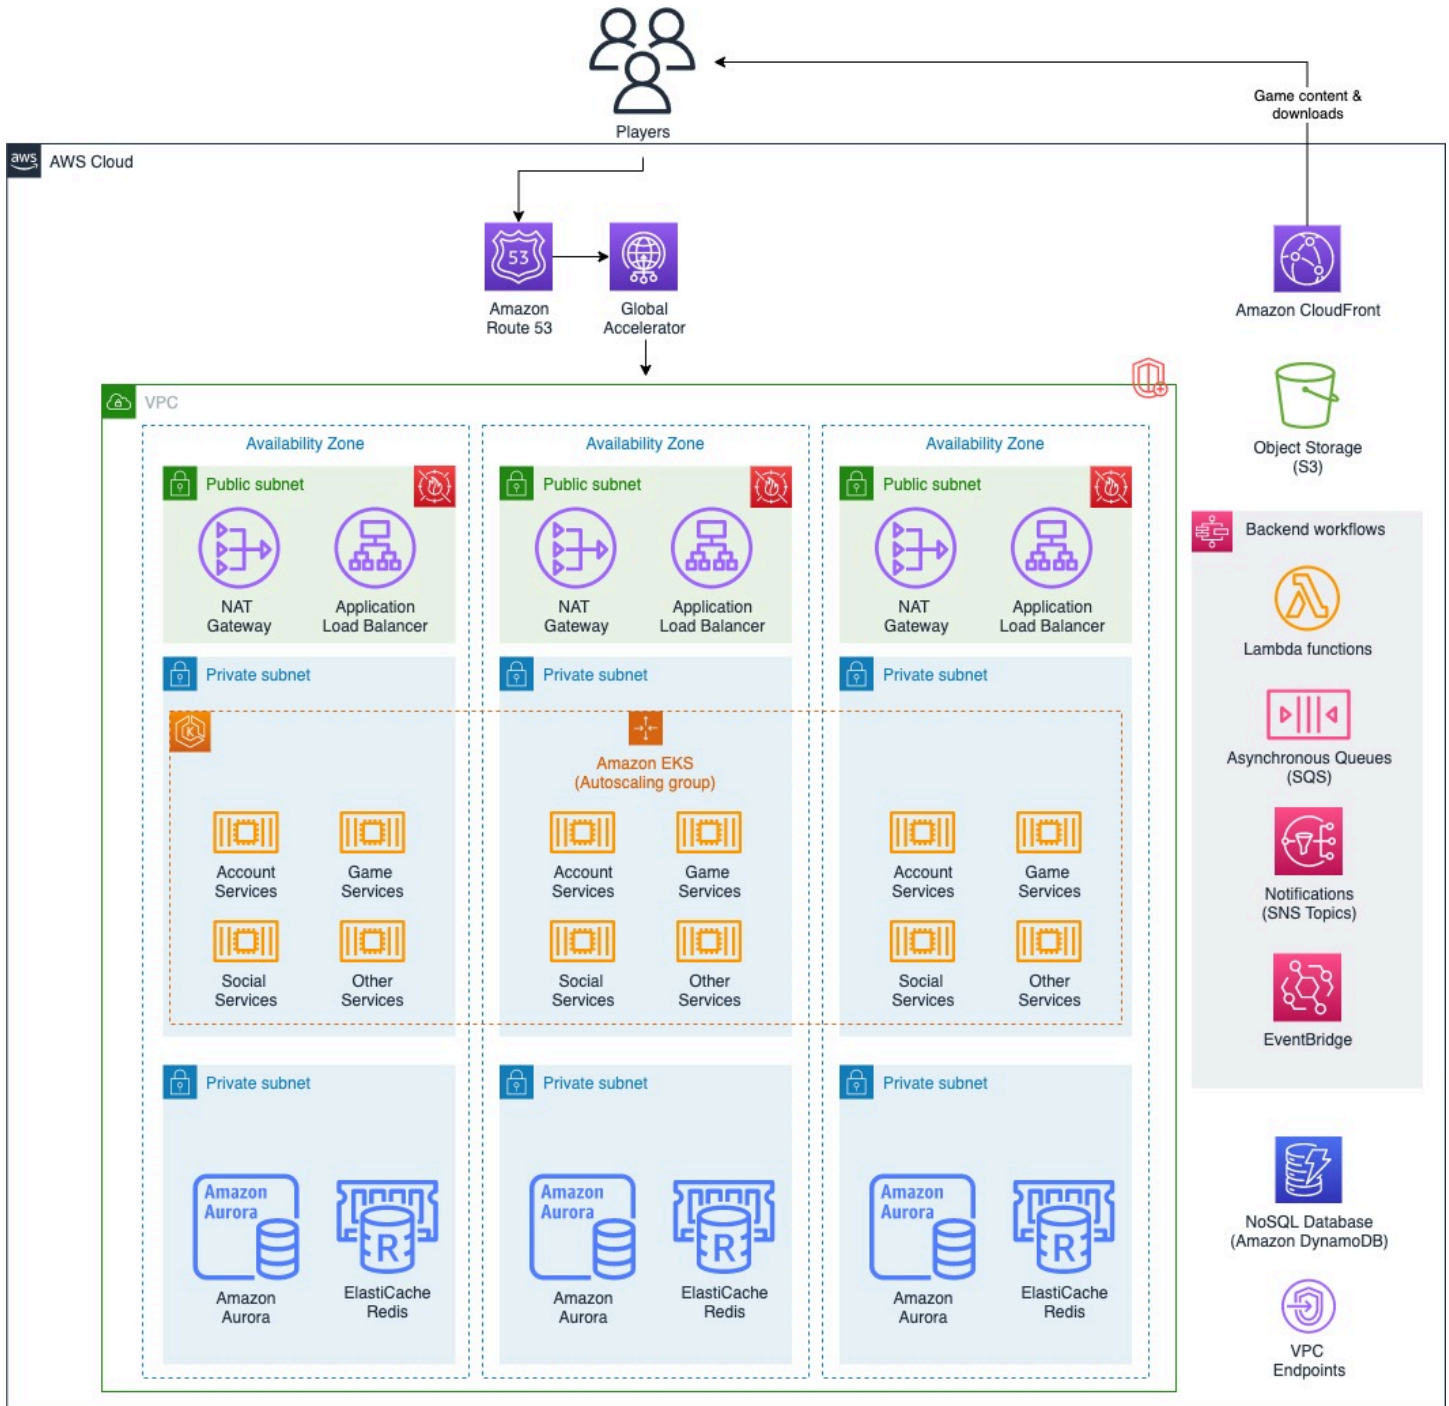 Players
Game content &
downloads
aws
AWS Cloud
53
Amazon
Route 53
Global
Accelerator
Amazon CloudFront
VPC
Object Storage
(S3)
Availability Zone
Availability Zone
Availability Zone
Public subnet
Public subnet
Public subnet
NAT
Gateway
Application
Load Balancer
NAT
Gateway
Application
Load Balancer
NAT
Gateway
Application
Load Balancer
Backend workflows
Lambda functions
Asynchronous Queues
(SQS)
Notifications
(SNS Topics)
EventBridge
Private subnet
Private subnet
Private subnet
K
Amazon EKS
(Autoscaling group)
Account
Services
Game
Services
Account
Services
Game
Services
Account
Services
Game
Services
Social
Services
Other
Services
Social
Services
Other
Services
Social
Services
Other
Services
Private subnet
Private subnet
Private subnet
Amazon
Aurora
R
Amazon
Aurora
R
Amazon
Aurora
R
Amazon
Aurora
ElastiCache
Redis
Amazon
Aurora
ElastiCache
Redis
Amazon
Aurora
ElastiCache
Redis
NoSQL Database
(Amazon DynamoDB)
VPC
Endpoints